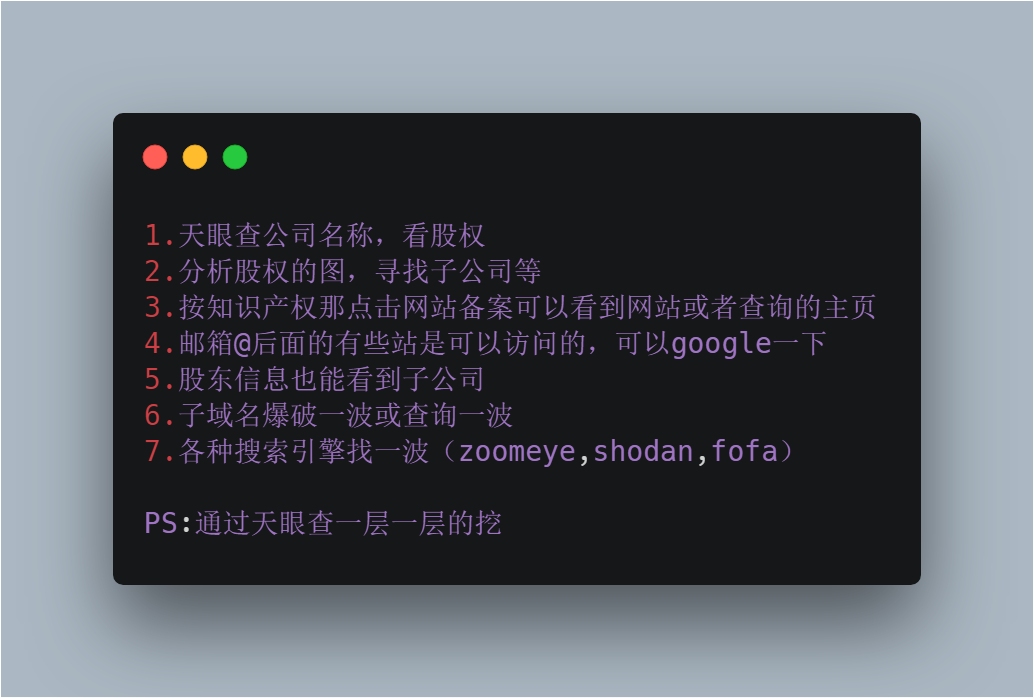 1.天眼查公司名称，看股权
2.分析股权的图，寻找子公司等
3.按知识产权那点击网站备案可以看到网站或者查询的主页
4.邮箱@后面的有些站是可以访问的，可以google一下
5.股东信息也能看到子公司
6.子域名爆破一波或查询一波
7.各种搜索引擎找一波（zoomeye,shodan,fofa）
PS:通过天眼查一层一层的挖